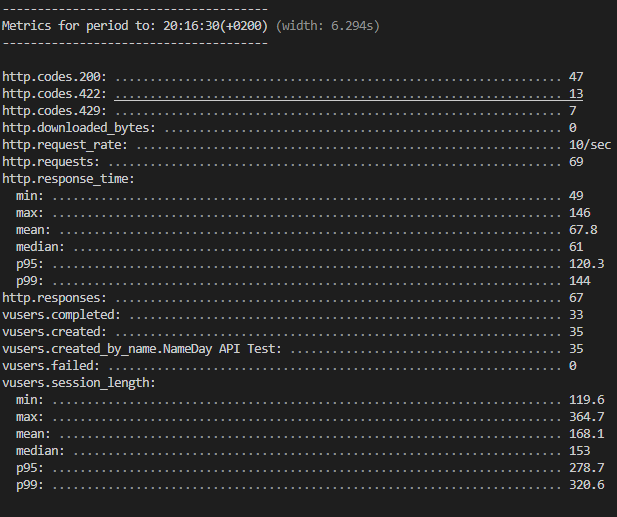 --------------------------------------
Metrics for period to: 20:16:30(+0200) (width: 6.294s)
--------------------------------------
http.codes.200: ................................................................ 47
http.codes.422: ................................................................ 13
http.codes.429: ................................................................ 7
http.downloaded_bytes: ......................................................... 0
http.request_rate: ............................................................. 10/sec
http.requests: ................................................................. 69
http.response_time:
  min: ......................................................................... 49
  max: ......................................................................... 146
  mean: ........................................................................ 67.8
  median: ...................................................................... 61
  p95: ......................................................................... 120.3
  p99: ......................................................................... 144
http.responses: ................................................................ 67
vusers.completed: .............................................................. 33
vusers.created: ................................................................ 35
vusers.created_by_name.NameDay API Test: ....................................... 35
vusers.failed: ................................................................. 0
vusers.session_length:
  min: ......................................................................... 119.6
  max: ......................................................................... 364.7
  mean: ........................................................................ 168.1
  median: ...................................................................... 153
  p95: ......................................................................... 278.7
  p99: ......................................................................... 320.6